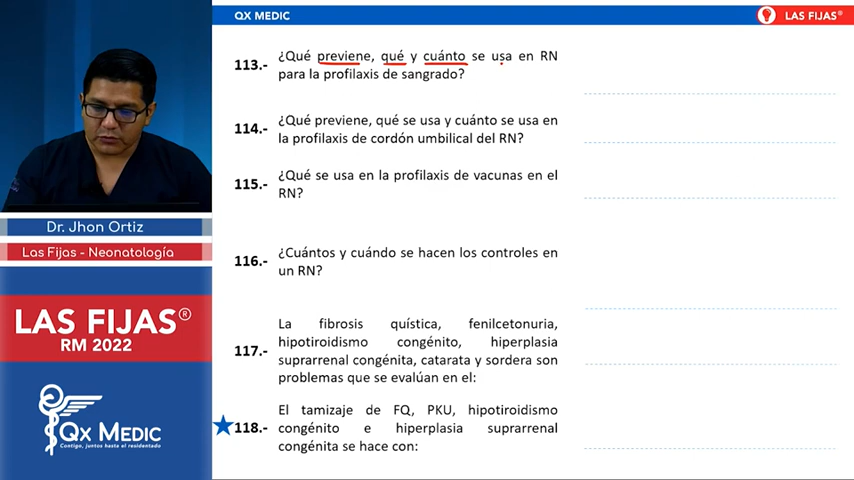 QX MEDIC
LAS FIJAS®
113.- ¿Qué previene, qué y cuánto se usa en RN
para la profilaxis de sangrado?
114.- ¿Qué previene, qué se usa y cuánto se usa en
la profilaxis de cordón umbilical del RN?
115.- ¿Qué se usa en la profilaxis de vacunas en el
RN?
116.- ¿Cuántos y cuándo se hacen los controles en
un RN?
117.- La fibrosis quística, fenilcetonuria,
hipotiroidismo congénito, hiperplasia
suprarrenal congénita, catarata y sordera son
problemas que se evalúan en el:
118.- El tamizaje de FQ, PKU, hipotiroidismo
congénito e hiperplasia suprarrenal
congénita se hace con:
Dr. Jhon Ortiz
Las Fijas - Neonatología
LAS FIJAS®
RM 2022
QX MEDIC
Contigo, juntos hasta el residentado